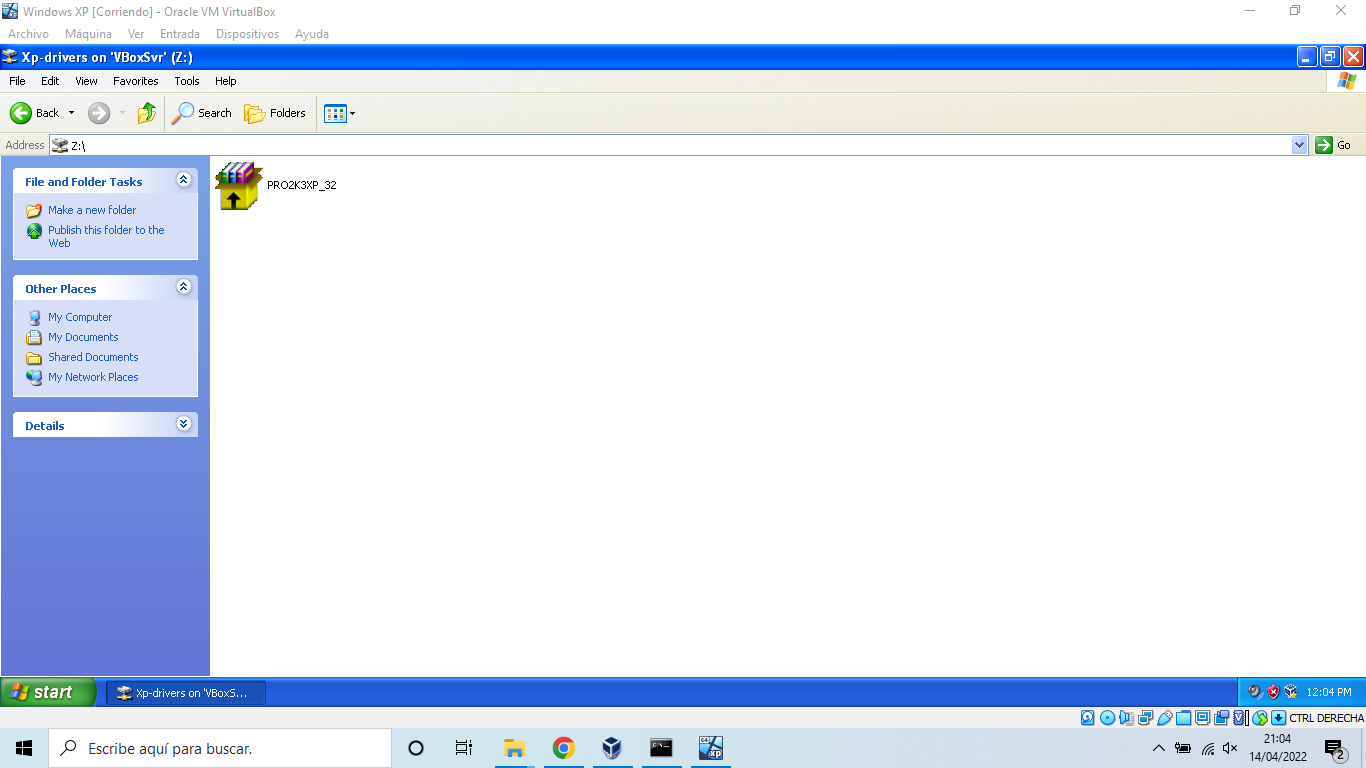 Windows XP [Corriendo] - Oracle VM VirtualBox
Archivo Máquina Ver Entrada Dispositivos Ayuda
Xp-drivers on 'VBoxSvr' (Z:)
File Edit View Favorites Tools Help
Back Search Folders
Address Z:\ Go
File and Folder Tasks
Make a new folder
Publish this folder to the
Web
Other Places
My Computer
My Documents
Shared Documents
My Network Places
Details
PRO2K3XP_32
start Xp-drivers on 'VBoxS... 12:04 PM
CTRL DERECHA
Escribe aquí para buscar.
21:04
14/04/2022
2